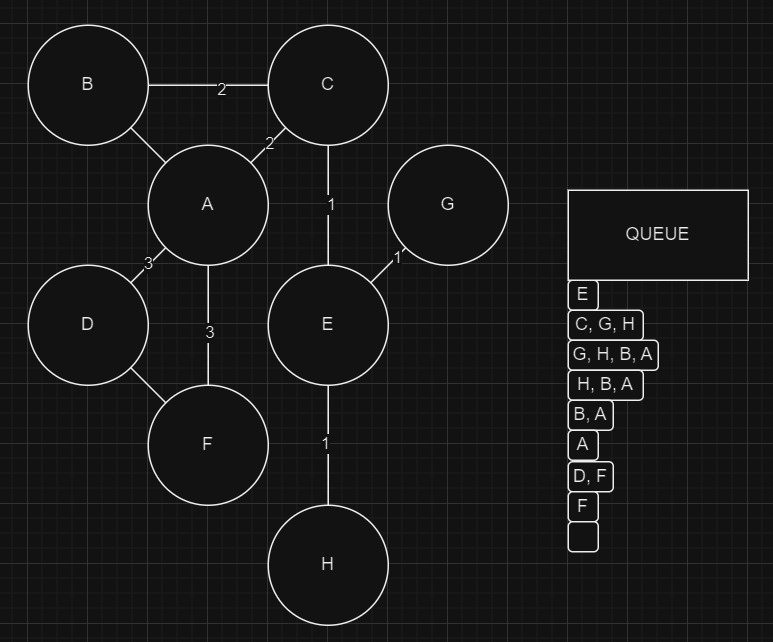 B
C
2
2
A
1
G
QUEUE
3
1
E
D
E
C, G, H
3
G, H, B, A
H, B, A
B, A
F
1
A
D, F
F
H